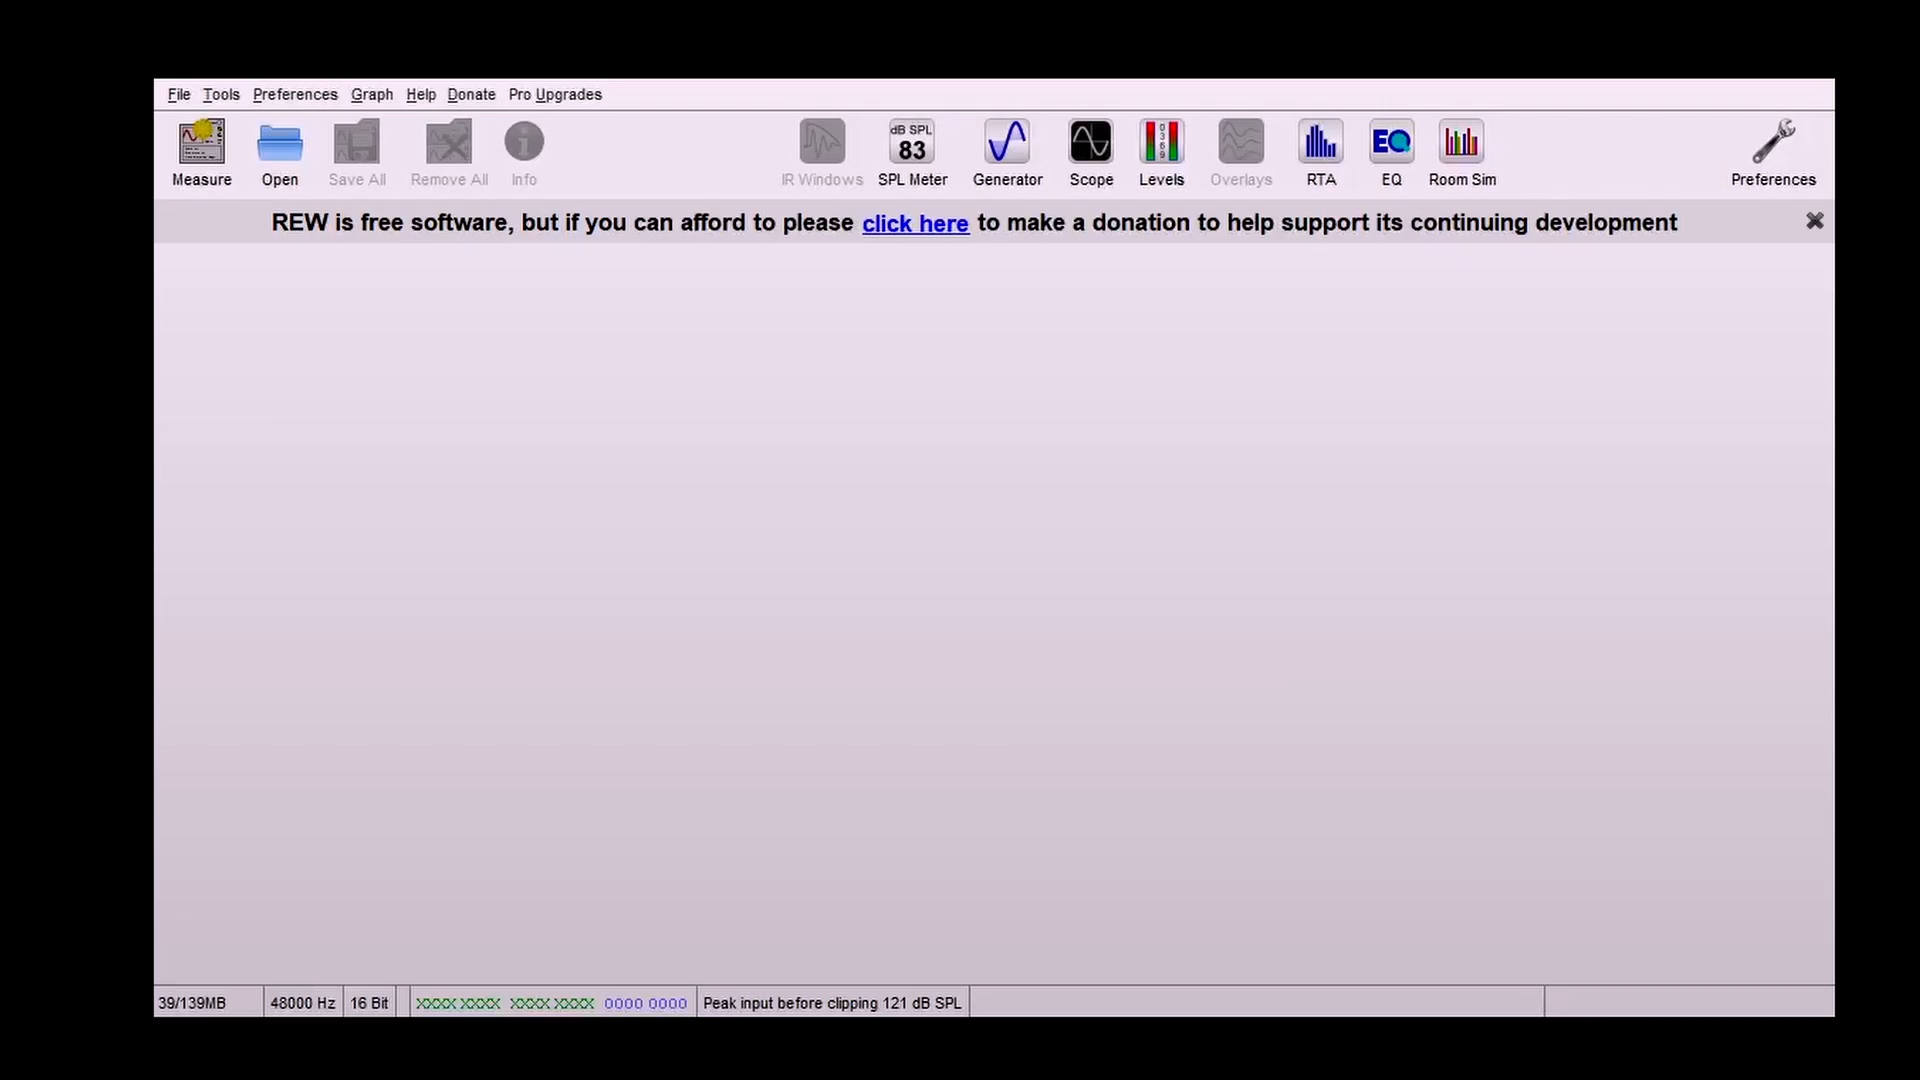 File Tools Preferences Graph Help Donate Pro Upgrades
dB SPL
83
EQ
Measure Open Save All Remove All Info IR Windows SPL Meter Generator Scope Levels Overlays RTA EQ Room Sim Preferences
REW is free software, but if you can afford to please click here to make a donation to help support its continuing development
39/139MB 48000 Hz 16 Bit XXXX XXXX XXXX XXXX 0000 0000 Peak input before clipping 121 dB SPL